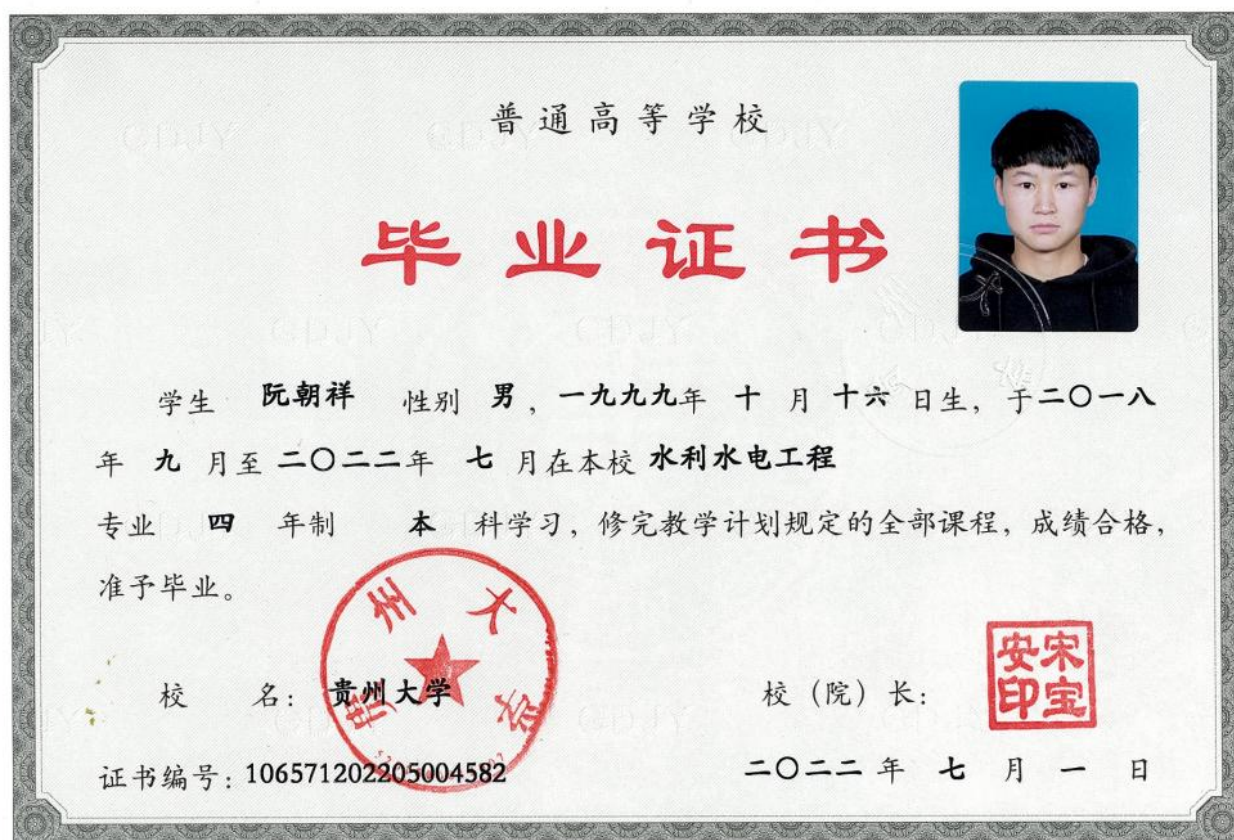 普通高等学校
毕业证书
学生 阮朝祥 性别 男，一九九九年 十 月 十六 日生，于二〇一八
年 九 月至 二〇二二年 七 月在本校 水利水电工程
专业 四 年制 本 科学习，修完教学计划规定的全部课程，成绩合格，
准予毕业。
贵州大学
宋宝安印
校 名：贵州大学 校（院）长：
证书编号：106571202205004582 二〇二二 年 七 月 一 日